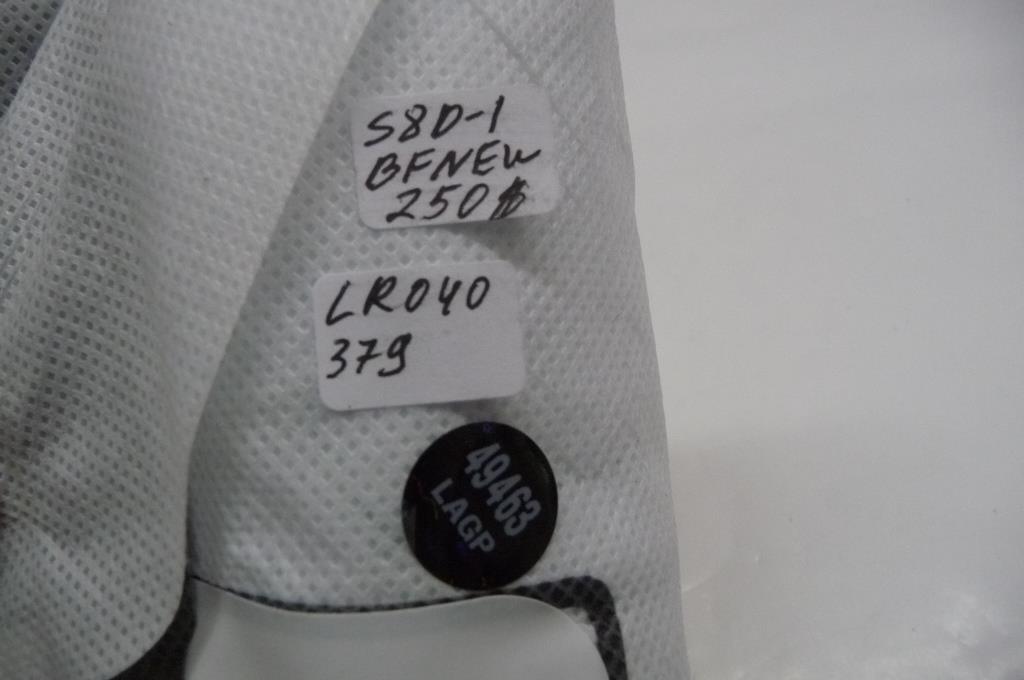 S8D-1
BFNEW
250$
LR040
379
49463
LAGP